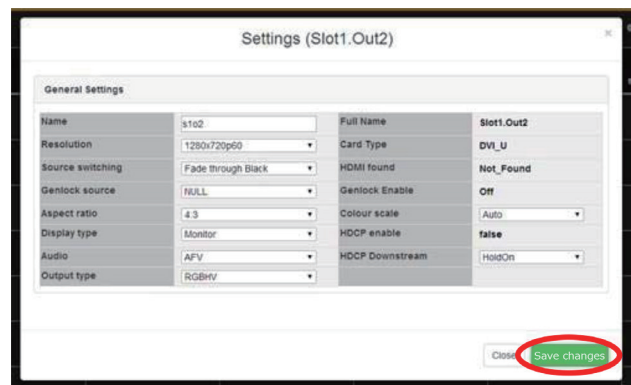 Settings (Slot1.Out2)
×
General Settings
Name s1o2 Full Name Slot1.Out2
Resolution 1280x720p60 Card Type DVI_U
Source switching Fade through Black HDMI found Not_Found
Genlock source NULL Genlock Enable Off
Aspect ratio 4:3 Colour scale Auto
Display type Monitor HDCP enable false
Audio AFV HDCP Downstream HoldOn
Output type RGBHV
Close Save changes